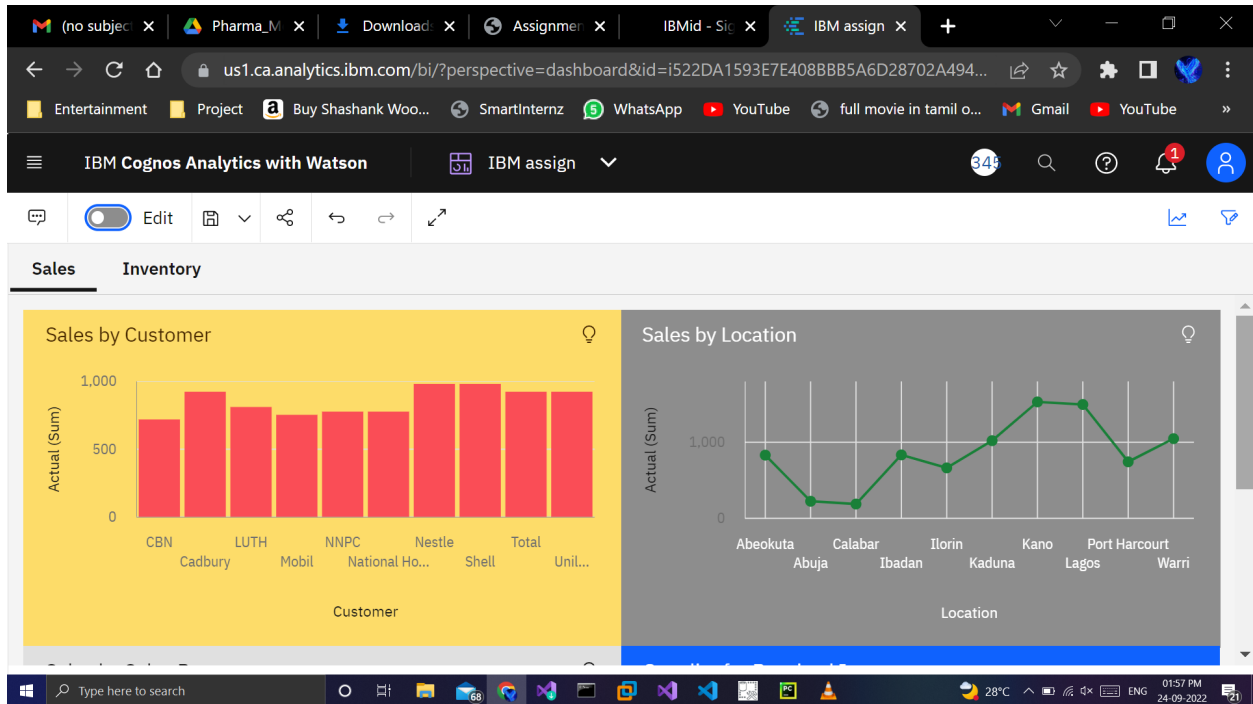 (no subjec
Pharma_M
Downloads
Assignmen
IBMid - Sig
IBM assign
us1.ca.analytics.ibm.com/bi/?perspective=dashboard&id=i522DA1593E7E408BBB5A6D28702A494...
Entertainment
Project
Buy Shashank Woo...
SmartInternz
WhatsApp
YouTube
full movie in tamil o...
Gmail
YouTube
»
IBM Cognos Analytics with Watson
IBM assign
345
1
Edit
Sales
Inventory
Sales by Customer
1,000
500
0
Actual (Sum)
CBN
Cadbury
LUTH
Mobil
NNPC
National Ho...
Nestle
Shell
Total
Unil...
Customer
Sales by Location
1,000
0
Actual (Sum)
Abeokuta
Abuja
Calabar
Ibadan
Ilorin
Kaduna
Kano
Lagos
Port Harcourt
Warri
Location
Type here to search
68
28°C
ENG
01:57 PM
24-09-2022
21